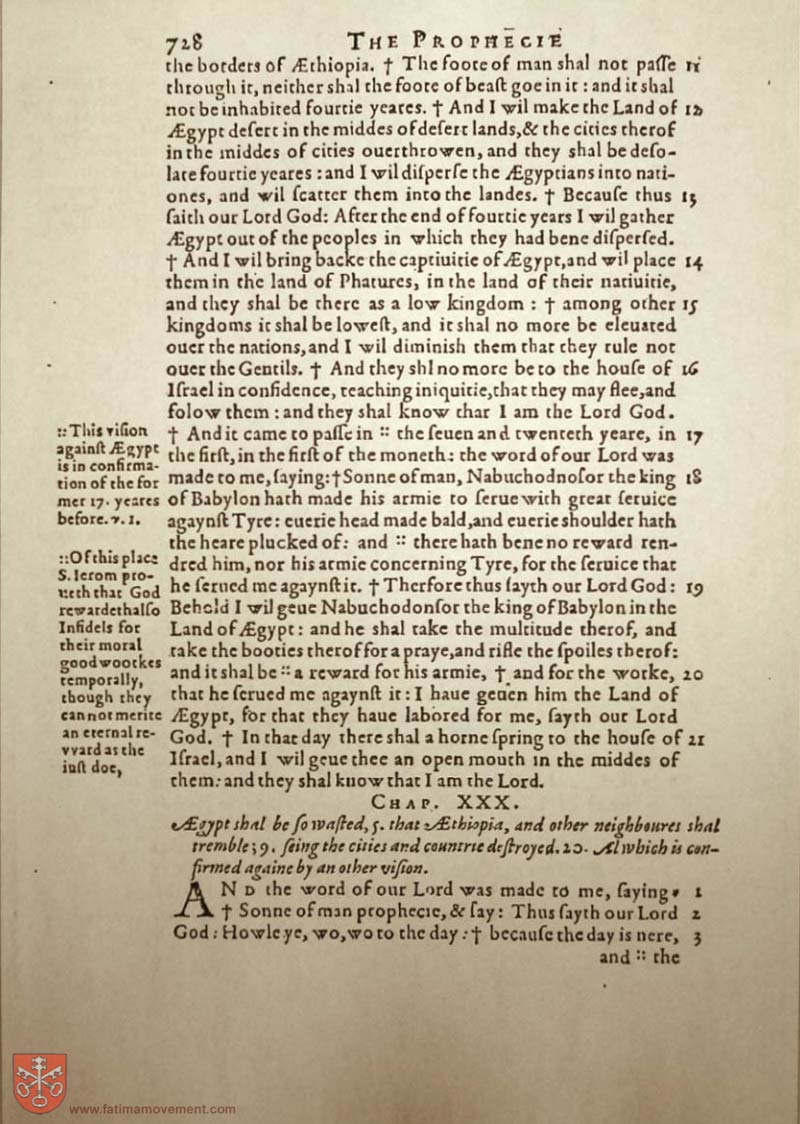 728 THE PROPHECIE
the borders of Æthiopia. † The foote of man shal not paſſe 11
through it, neither shal the foote of beaſt goe in it : and it shal
not be inhabited fourtie yeares. † And I wil make the Land of 12
Ægypt deſert in the middes of deſert lands,& the cities therof
in the middes of cities ouerthrowen, and they shal be deſo-
late fourtie yeares : and I wil diſperſe the Ægyptians into nati-
ones, and wil ſcatter them into the landes. † Becauſe thus 13
ſaith our Lord God: After the end of fourtie years I wil gather
Ægypt out of the peoples in which they had bene diſperſed.
† And I wil bring backe the captiuitie of Ægypt,and wil place 14
them in the land of Phatures, in the land of their natiuitie,
and they shal be there as a low kingdom : † among other 15
kingdoms it shal be loweſt, and it shal no more be eleuated
ouer the nations,and I wil diminish them that they rule not
ouer the Gentils. † And they shl no more be to the houſe of 16
Iſrael in confidence, teaching iniquitie,that they may flee,and
folow them : and they shal know that I am the Lord God.
† And it came to paſſe in :: the ſeuen and twenteth yeare, in 17
the firſt, in the firſt of the moneth: the word of our Lord was
made to me, ſaying:† Sonne of man, Nabuchodnoſor the king 18
of Babylon hath made his armie to ſerue with great ſeruice
agaynſt Tyre: euerie head made bald,and euerie shoulder hath
the heare plucked of: and :: there hath bene no reward ren-
dred him, nor his armie concerning Tyre, for the ſeruice that
he ſerued me agaynſt it. † Therfore thus ſayth our Lord God: 19
Behold I wil geue Nabuchodonſor the king of Babylon in the
Land of Ægypt: and he shal take the multitude therof, and
take the booties therof for a praye,and rifle the ſpoiles therof:
and it shal be :: a reward for his armie, † and for the worke, 20
that he ſerued me agaynſt it : I haue geuen him the Land of
Ægypt, for that they haue labored for me, ſayth our Lord
God. † In that day there shal a horne ſpring to the houſe of 21
Iſrael, and I wil geue thee an open mouth in the middes of
them: and they shal know that I am the Lord.
::This viſion
againſt Ægypt
is in confirma-
tion of the for
mer 17. yeares
before. v. 1.
::Of this place
S. Ierom pro-
ueth that God
rewardeth alſo
Infidels for
their moral
good woorkes
temporally,
though they
can not merite
an eternal re-
vvard as the
iuſt doe,
CHAP. XXX.
Ægypt shal be ſo waſted, 5. that Æthiopia, and other neighboures shal
tremble; 9. ſeing the cities and countrie deſtroyed. 20. Al which is con-
firmed againe by an other viſion.
AND the word of our Lord was made to me, ſaying: 1
† Sonne of man prophecie, & ſay: Thus ſayth our Lord 2
God: Howle ye, wo, wo to the day :† becauſe the day is nere, 3
and :: the
www.fatimamovement.com